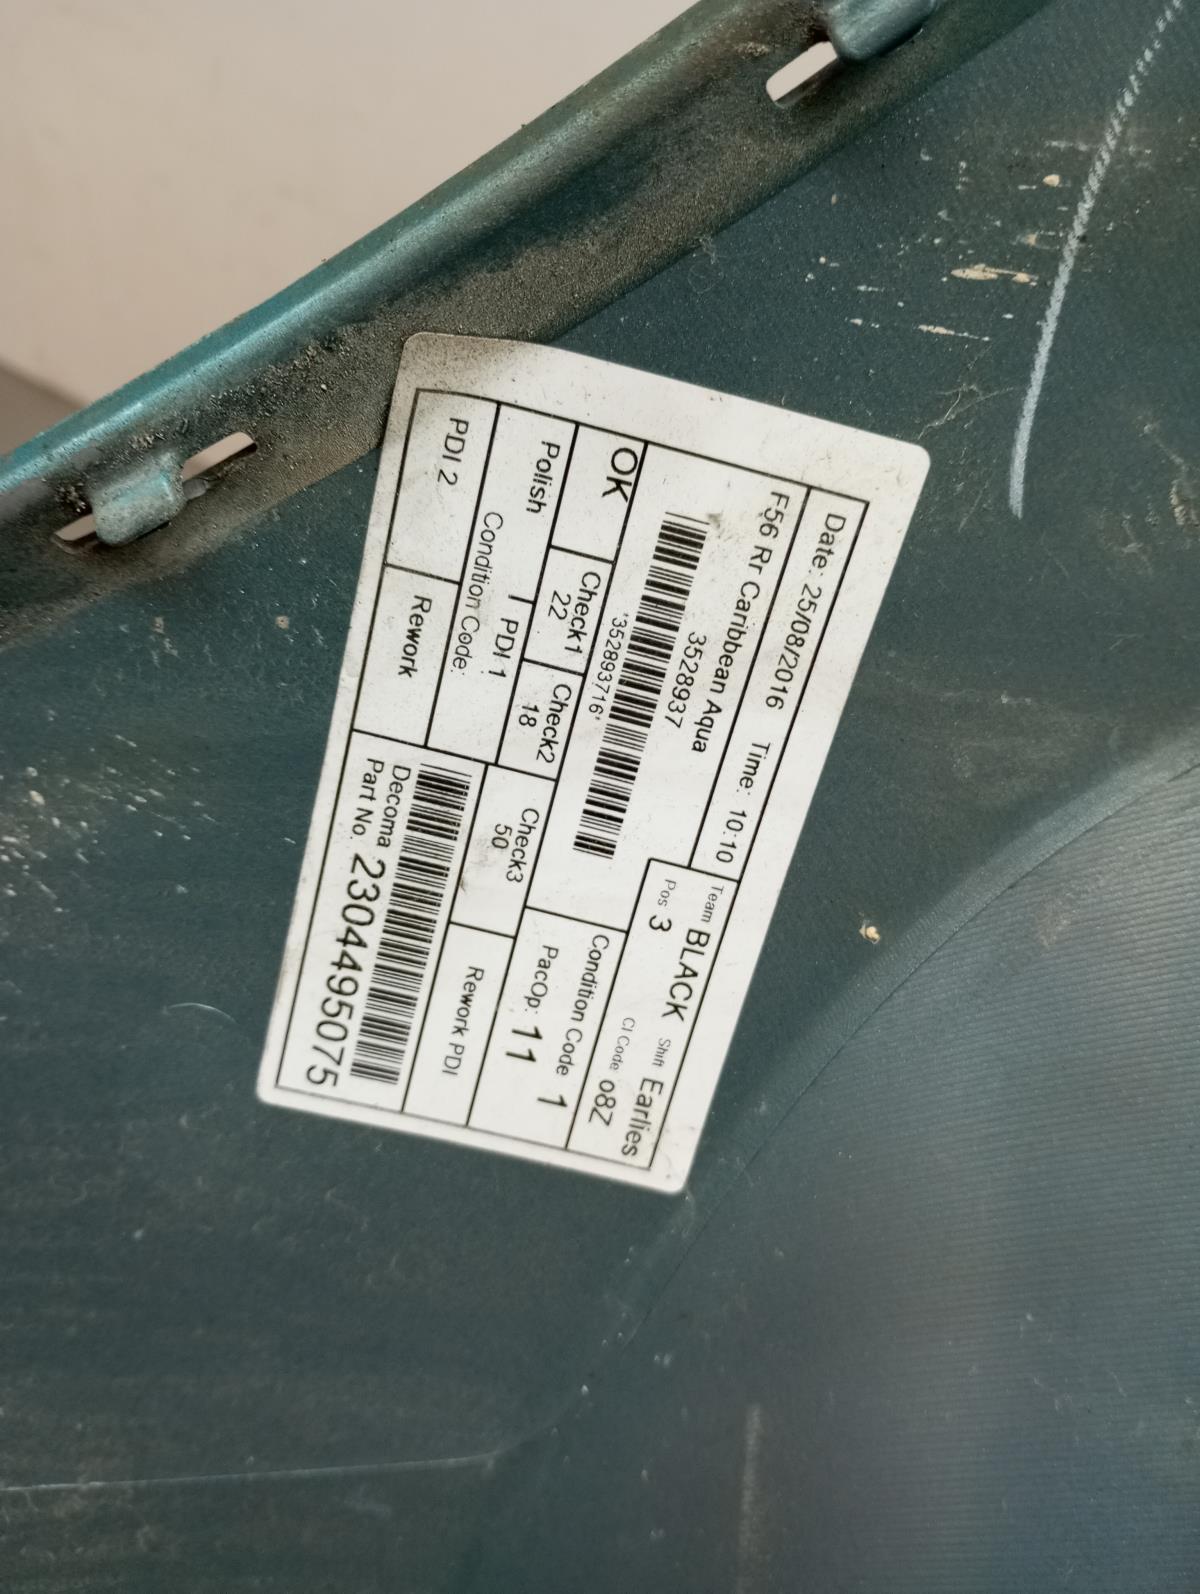 Date: 25/08/2016 Time: 10:10
Team BLACK Shift Earlies
F56 Rr Caribbean Aqua
Pos 3 Cl Code o8Z
3528937
'352893716'
Condition Code 1
OK
Check1
22
Check2
18
Check3
50
PacOp: 11
Polish
PDI 1
Condition Code:
Rework PDI
PDI 2
Rework
Decoma
Part No. 2304495075